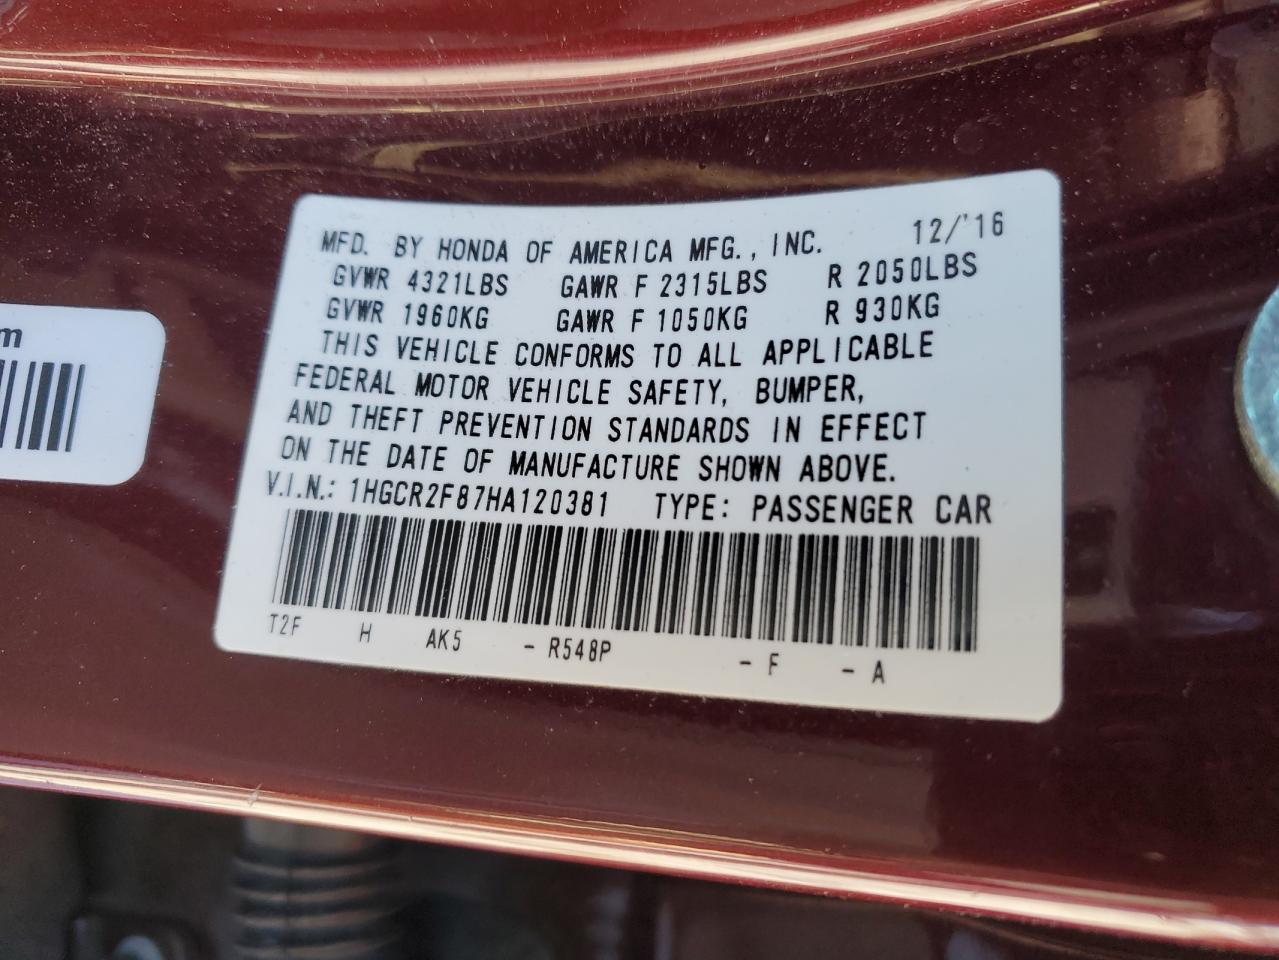 MFD. BY HONDA OF AMERICA MFG., INC. 12/'16
GVWR 4321LBS GAWR F 2315LBS R 2050LBS
GVWR 1960KG GAWR F 1050KG R 930KG
THIS VEHICLE CONFORMS TO ALL APPLICABLE
FEDERAL MOTOR VEHICLE SAFETY, BUMPER,
AND THEFT PREVENTION STANDARDS IN EFFECT
ON THE DATE OF MANUFACTURE SHOWN ABOVE.
V.I.N.: 1HGCR2F87HA120381 TYPE: PASSENGER CAR
T2F H AK5 - R548P - F - A
m